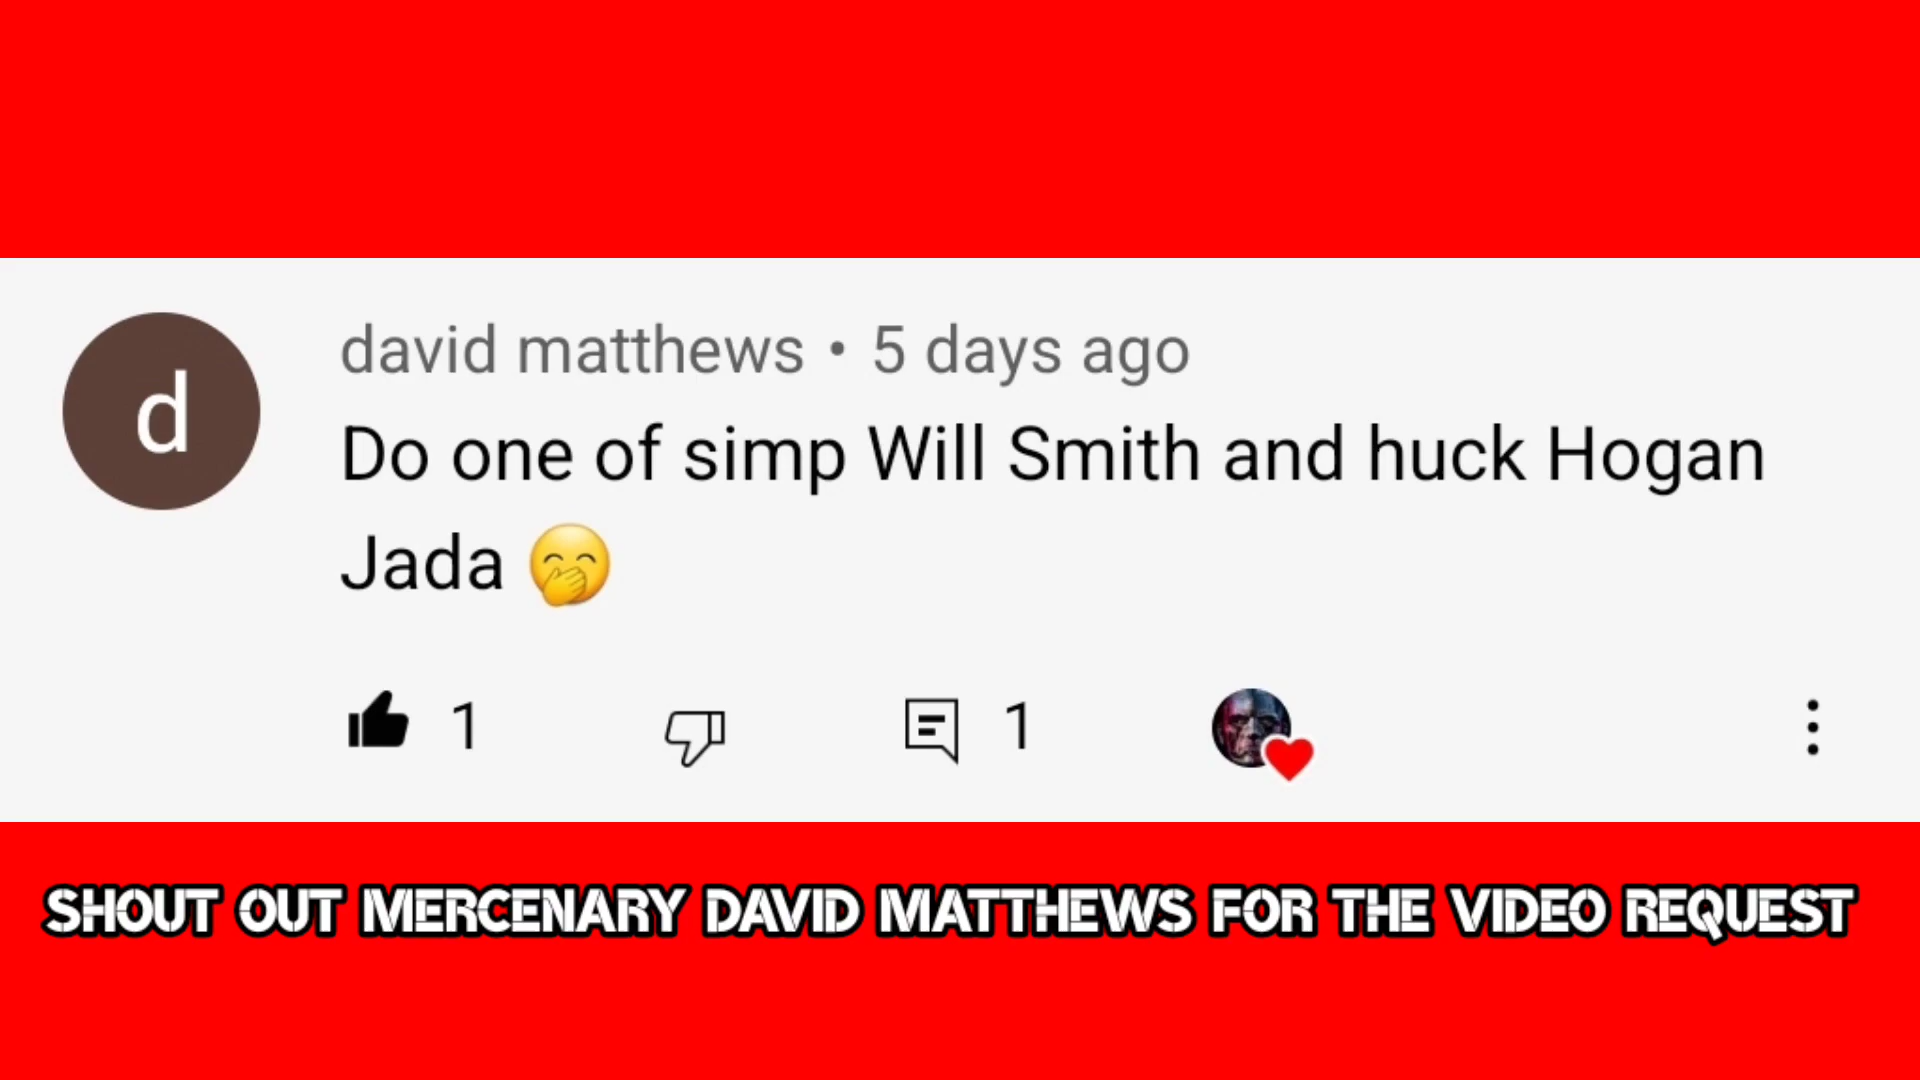 d
david matthews • 5 days ago
Do one of simp Will Smith and huck Hogan
Jada 🤭
1 1
SHOUT OUT MERCENARY DAVID MATTHEWS FOR THE VIDEO REQUEST